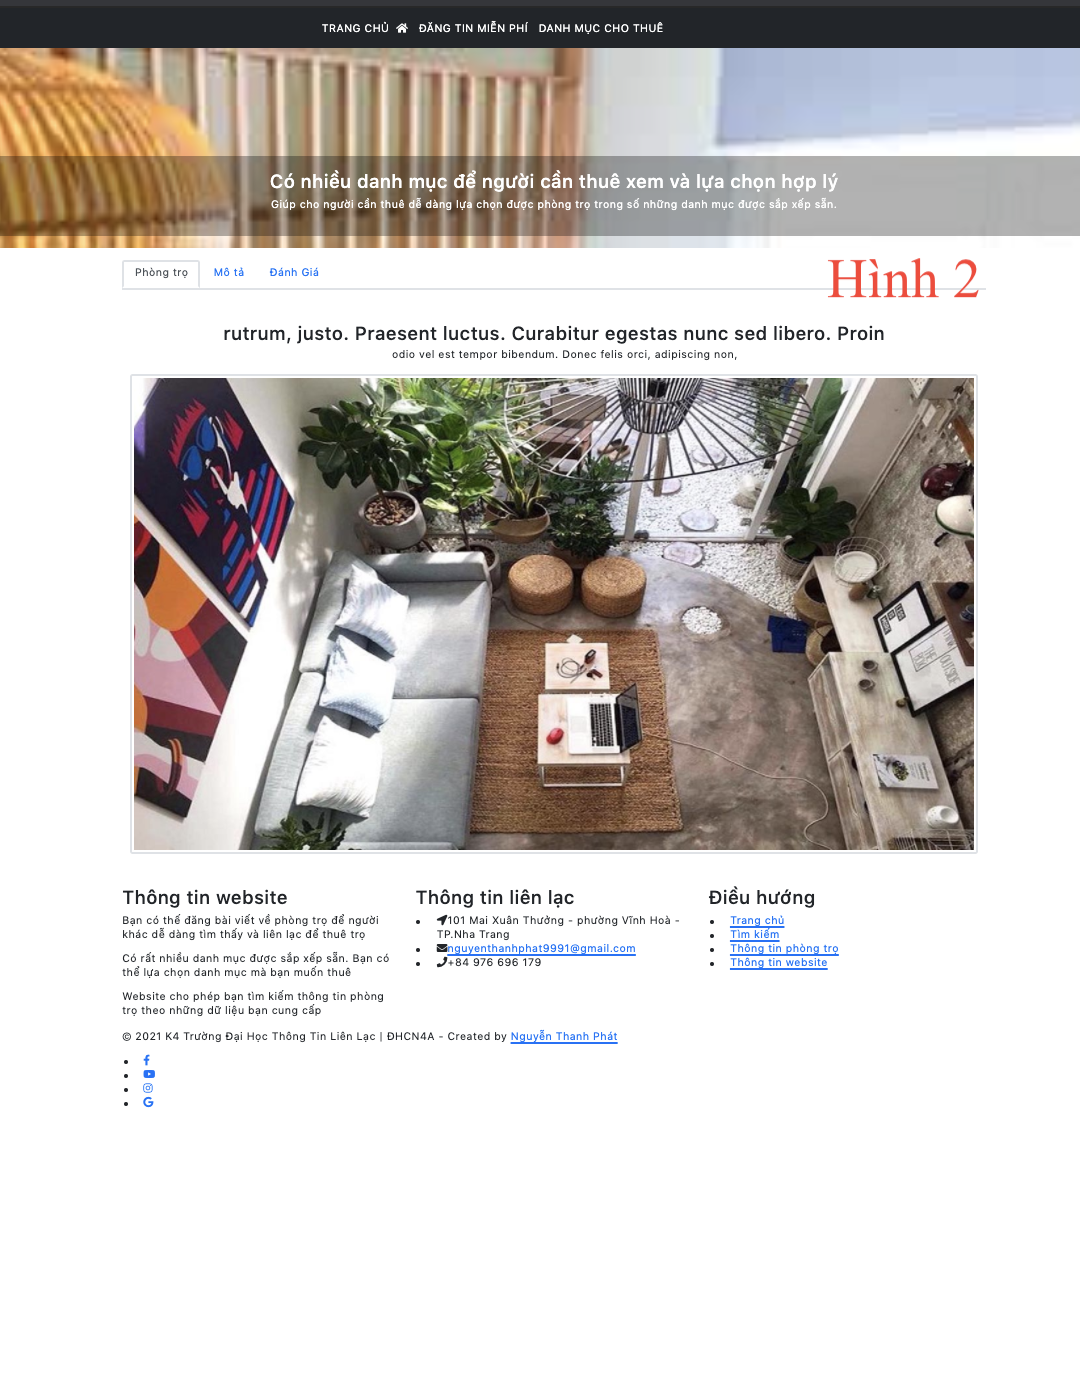 TRANG CHỦ ĐĂNG TIN MIỄN PHÍ DANH MỤC CHO THUÊ
Có nhiều danh mục để người cần thuê xem và lựa chọn hợp lý
Giúp cho người cần thuê dễ dàng lựa chọn được phòng trọ trong số những danh mục được sắp xếp sẵn.
Phòng trọ Mô tả Đánh Giá
Hình 2
rutrum, justo. Praesent luctus. Curabitur egestas nunc sed libero. Proin
odio vel est tempor bibendum. Donec felis orci, adipiscing non,
Thông tin website
Bạn có thể đăng bài viết về phòng trọ để người
khác dễ dàng tìm thấy và liên lạc để thuê trọ
Có rất nhiều danh mục được sắp xếp sẵn. Bạn có
thể lựa chọn danh mục mà bạn muốn thuê
Website cho phép bạn tìm kiếm thông tin phòng
trọ theo những dữ liệu bạn cung cấp
Thông tin liên lạc
101 Mai Xuân Thưởng - phường Vĩnh Hoà -
TP.Nha Trang
nguyenthanhphat9991@gmail.com
+84 976 696 179
Điều hướng
Trang chủ
Tìm kiếm
Thông tin phòng trọ
Thông tin website
© 2021 K4 Trường Đại Học Thông Tin Liên Lạc | ĐHCN4A - Created by Nguyễn Thanh Phát